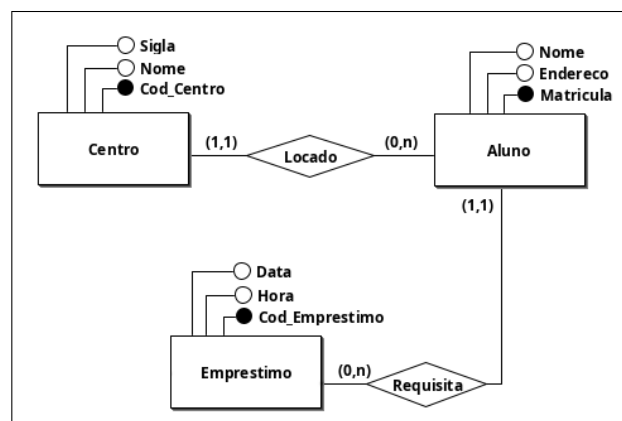 Sigla
Nome
Cod_Centro
Centro
(1,1)
Locado
(0,n)
Nome
Endereco
Matricula
Aluno
(1,1)
Data
Hora
Cod_Emprestimo
Emprestimo
(0,n)
Requisita